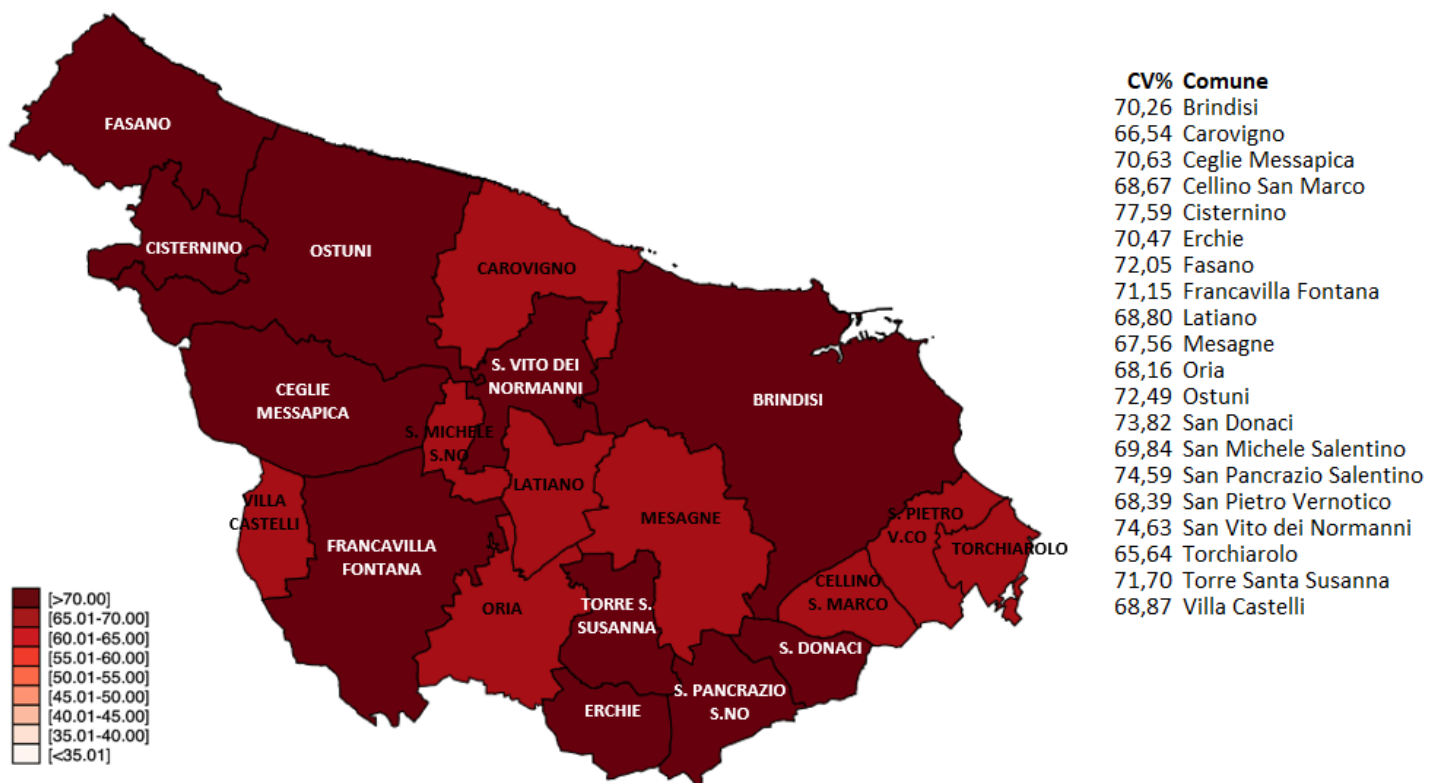 FASANO
CISTERNINO
OSTUNI
CAROVIGNO
S. VITO DEI
NORMANNI
CEGLIE
MESSAPICA
BRINDISI
S. MICHELE
S.NO
LATIANO
MESAGNE
VILLA
CASTELLI
FRANCAVILLA
FONTANA
S. PIETRO
V.CO
TORCHIAROLO
CELLINO
S. MARCO
ORIA
TORRE S.
SUSANNA
S. DONACI
S. PANCRAZIO
S.NO
ERCHIE
[>70.00]
[65.01-70.00]
[60.01-65.00]
[55.01-60.00]
[50.01-55.00]
[45.01-50.00]
[40.01-45.00]
[35.01-40.00]
[<35.01]
CV% Comune
70,26 Brindisi
66,54 Carovigno
70,63 Ceglie Messapica
68,67 Cellino San Marco
77,59 Cisternino
70,47 Erchie
72,05 Fasano
71,15 Francavilla Fontana
68,80 Latiano
67,56 Mesagne
68,16 Oria
72,49 Ostuni
73,82 San Donaci
69,84 San Michele Salentino
74,59 San Pancrazio Salentino
68,39 San Pietro Vernotico
74,63 San Vito dei Normanni
65,64 Torchiarolo
71,70 Torre Santa Susanna
68,87 Villa Castelli